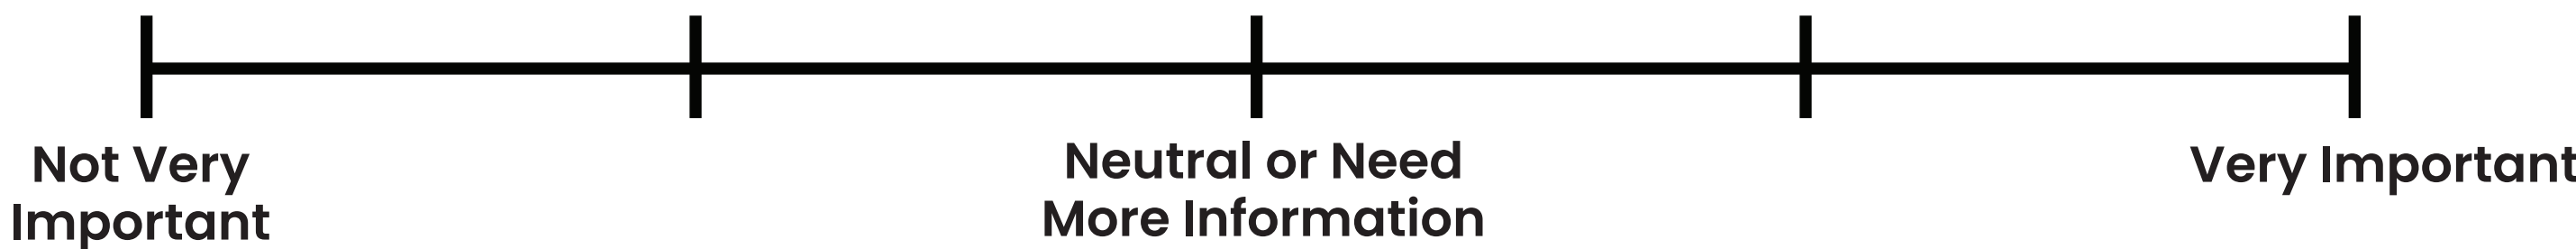 Not Very
Important
Neutral or Need
More Information
Very Important